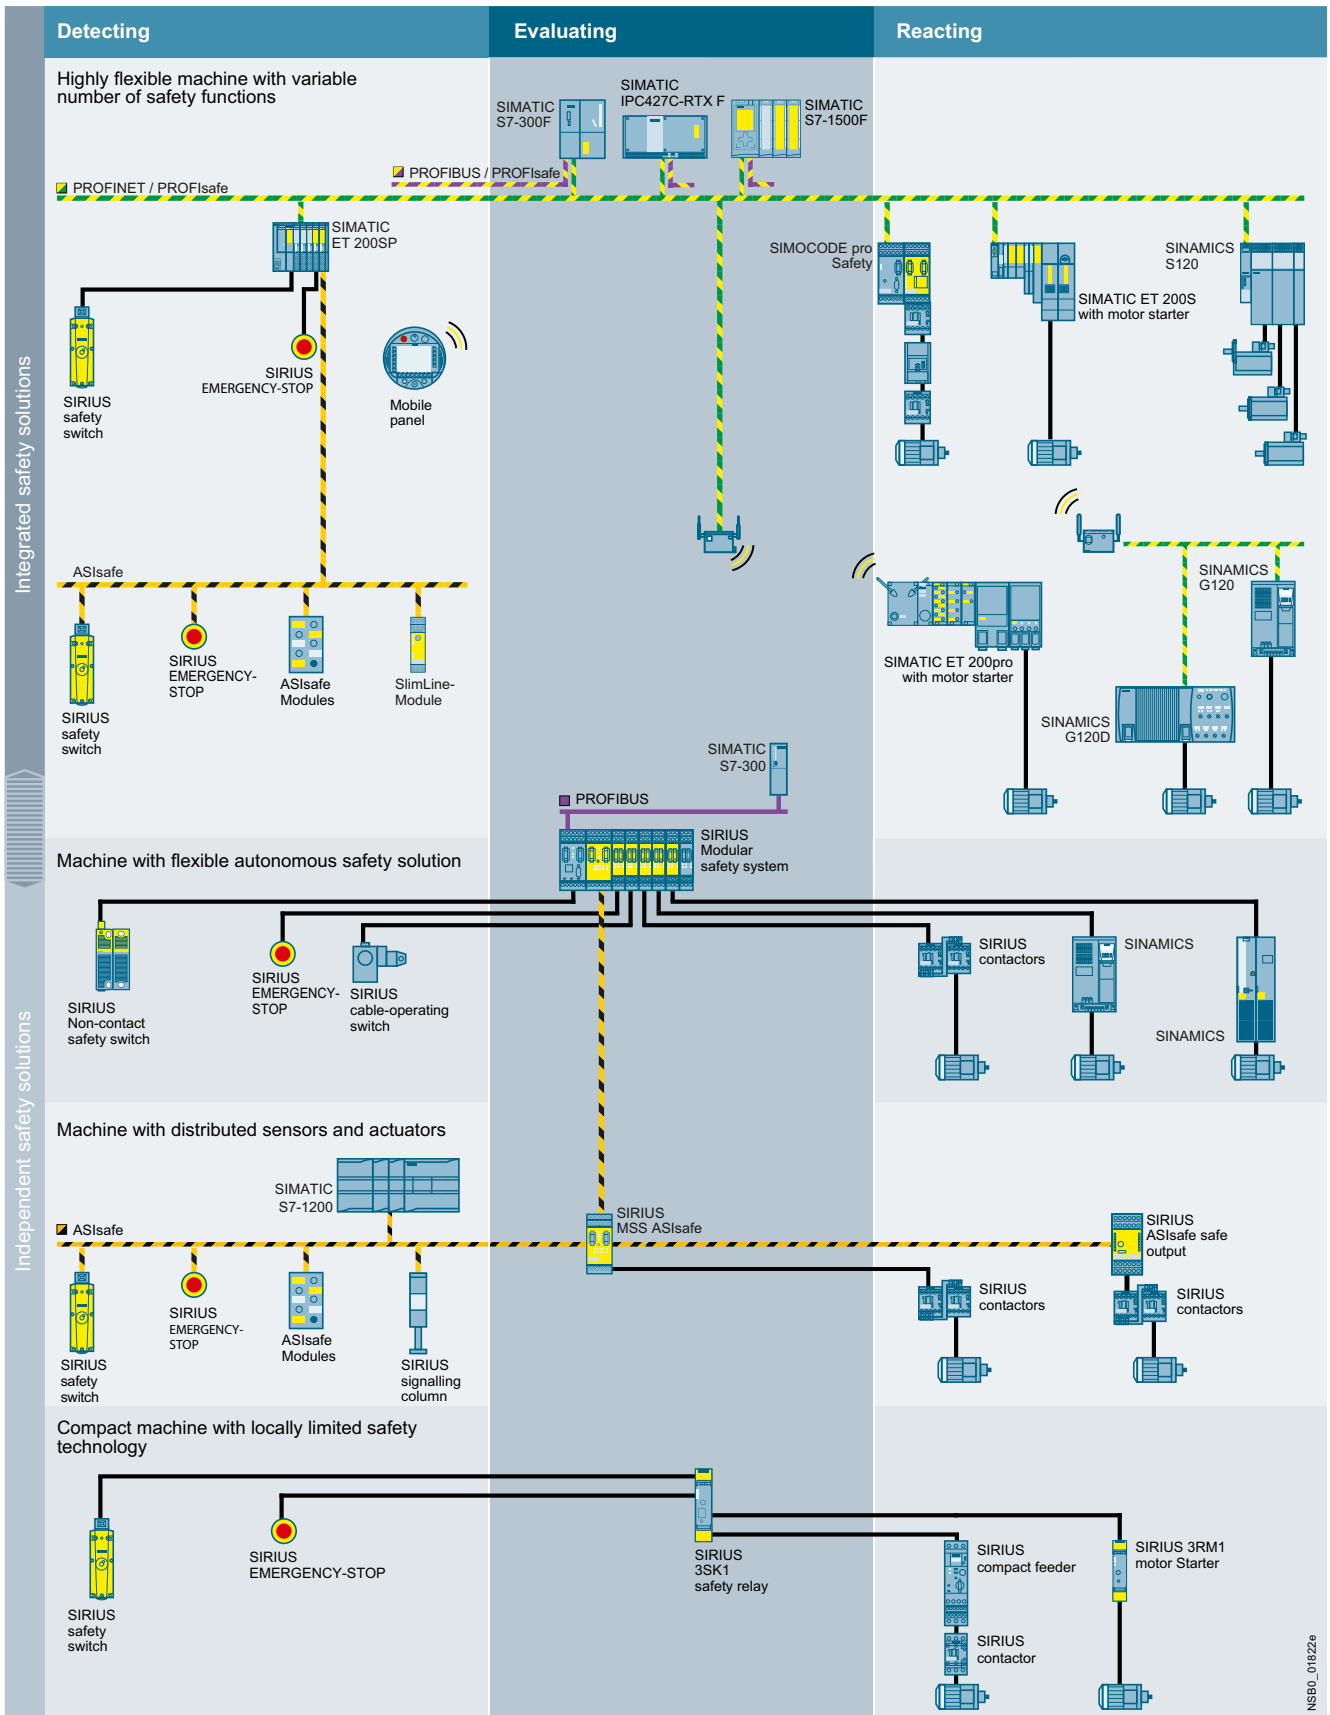 Detecting
Evaluating
Reacting
Highly flexible machine with variable
number of safety functions
SIMATIC
S7-300F
SIMATIC
IPC427C-RTX F
SIMATIC
S7-1500F
PROFIBUS / PROFIsafe
PROFINET / PROFIsafe
SIMATIC
ET 200SP
SIMOCODE pro
Safety
SIMATIC ET 200S
with motor starter
SINAMICS
S120
SIRIUS
safety
switch
SIRIUS
EMERGENCY-STOP
Mobile
panel
Integrated safety solutions
ASIsafe
SIRIUS
safety
switch
SIRIUS
EMERGENCY-
STOP
ASIsafe
Modules
SlimLine-
Module
SIMATIC ET 200pro
with motor starter
SINAMICS
G120
SINAMICS
G120D
SIMATIC
S7-300
PROFIBUS
SIRIUS
Modular
safety system
Machine with flexible autonomous safety solution
SIRIUS
Non-contact
safety switch
SIRIUS
EMERGENCY-
STOP
SIRIUS
cable-operating
switch
SIRIUS
contactors
SINAMICS
SINAMICS
Independent safety solutions
Machine with distributed sensors and actuators
SIMATIC
S7-1200
ASIsafe
SIRIUS
MSS ASIsafe
SIRIUS
ASIsafe safe
output
SIRIUS
safety
switch
SIRIUS
EMERGENCY-
STOP
ASIsafe
Modules
SIRIUS
signalling
column
SIRIUS
contactors
SIRIUS
contactors
Compact machine with locally limited safety
technology
SIRIUS
safety
switch
SIRIUS
EMERGENCY-STOP
SIRIUS
3SK1
safety relay
SIRIUS
compact feeder
SIRIUS 3RM1
motor Starter
SIRIUS
contactor
NSB0_01822e